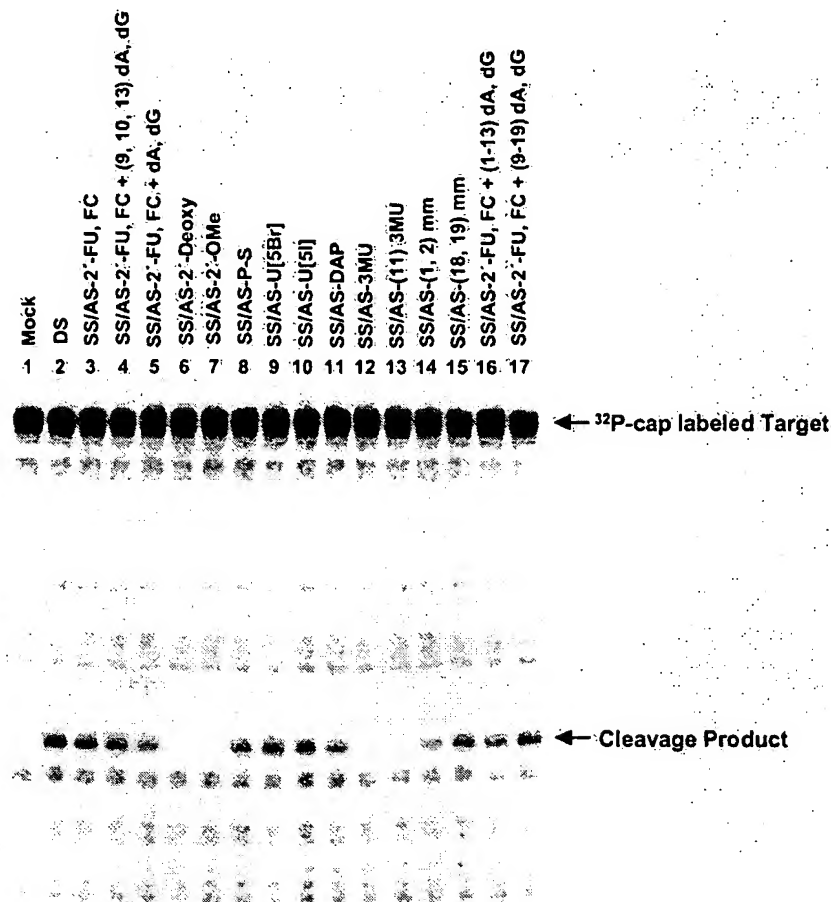 Mock
DS
SS/AS-2'-FU, FC
SS/AS-2'-FU, FC + (9, 10, 13) dA, dG
SS/AS-2'-FU, FC + dA, dG
SS/AS-2'-Deoxy
SS/AS-2'-OMe
SS/AS-P-S
SS/AS-U[5Br]
SS/AS-U[5I]
SS/AS-DAP
SS/AS-3MU
SS/AS-(11) 3MU
SS/AS-(1, 2) mm
SS/AS-(18, 19) mm
SS/AS-2'-FU, FC + (1-13) dA, dG
SS/AS-2'-FU, FC + (9-19) dA, dG
1 2 3 4 5 6 7 8 9 10 11 12 13 14 15 16 17
³²P-cap labeled Target
Cleavage Product